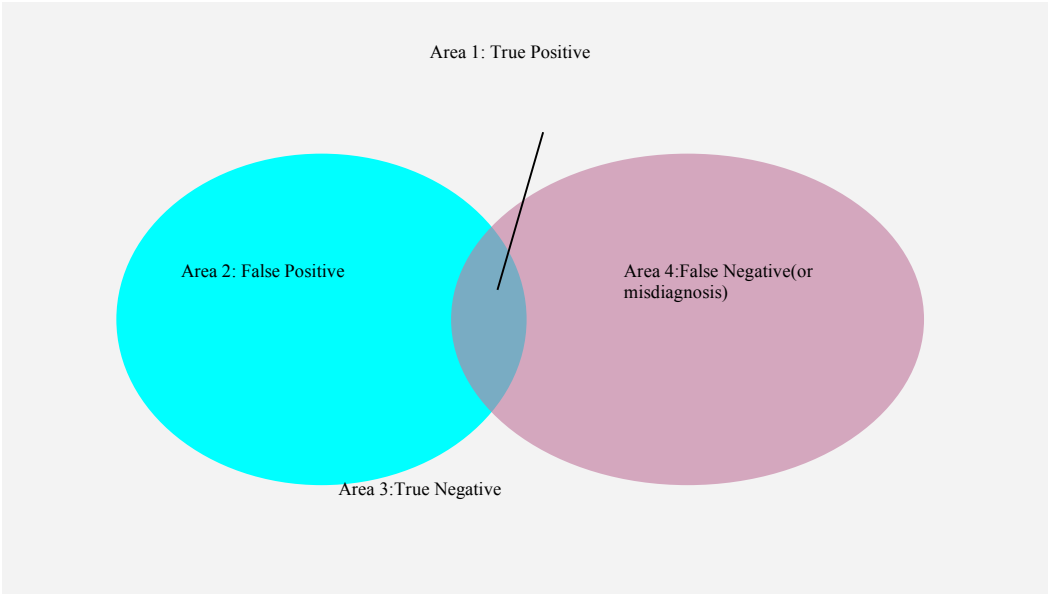 Area 1: True Positive
Area 2: False Positive
Area 4:False Negative(or
misdiagnosis)
Area 3:True Negative